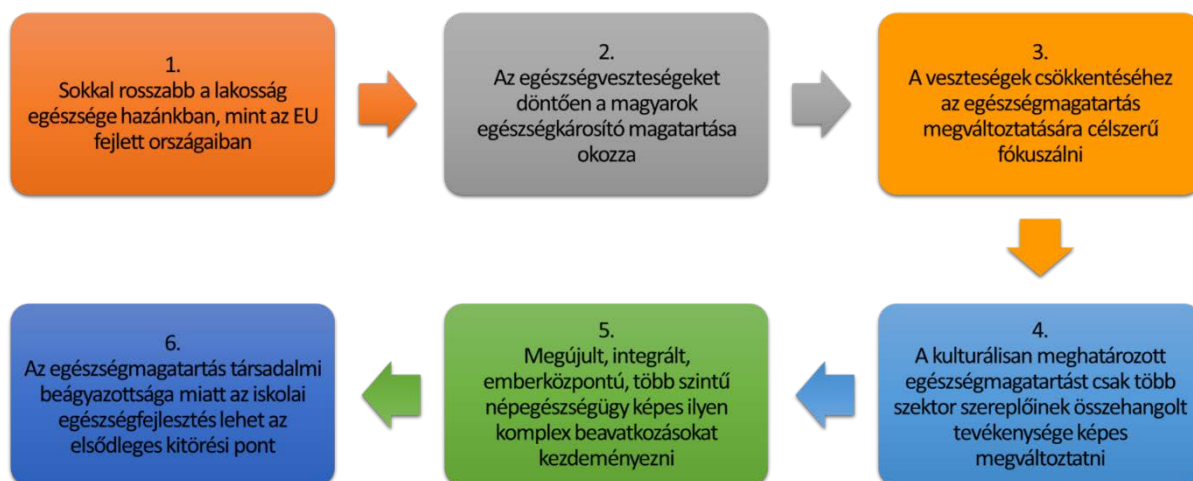 1.
Sokkal rosszabb a lakosság
egészsége hazánkban, mint az EU
fejlett országaiban
2.
Az egészségveszteségeket
döntően a magyarok
egészségkárosító magatartása
okozza
3.
A veszteségek csökkentéséhez
az egészségmagatartás
megváltoztatására célszerű
fókuszálni
4.
A kulturálisan meghatározott
egészségmagatartást csak több
szektor szereplőinek összehangolt
tevékenysége képes
megváltoztatni
5.
Megújult, integrált,
emberközpontú, több szintű
népegészségügy képes ilyen
komplex beavatkozásokat
kezdeményezni
6.
Az egészségmagatartás társadalmi
beágyazottsága miatt az iskolai
egészségfejlesztés lehet az
elsődleges kitörési pont